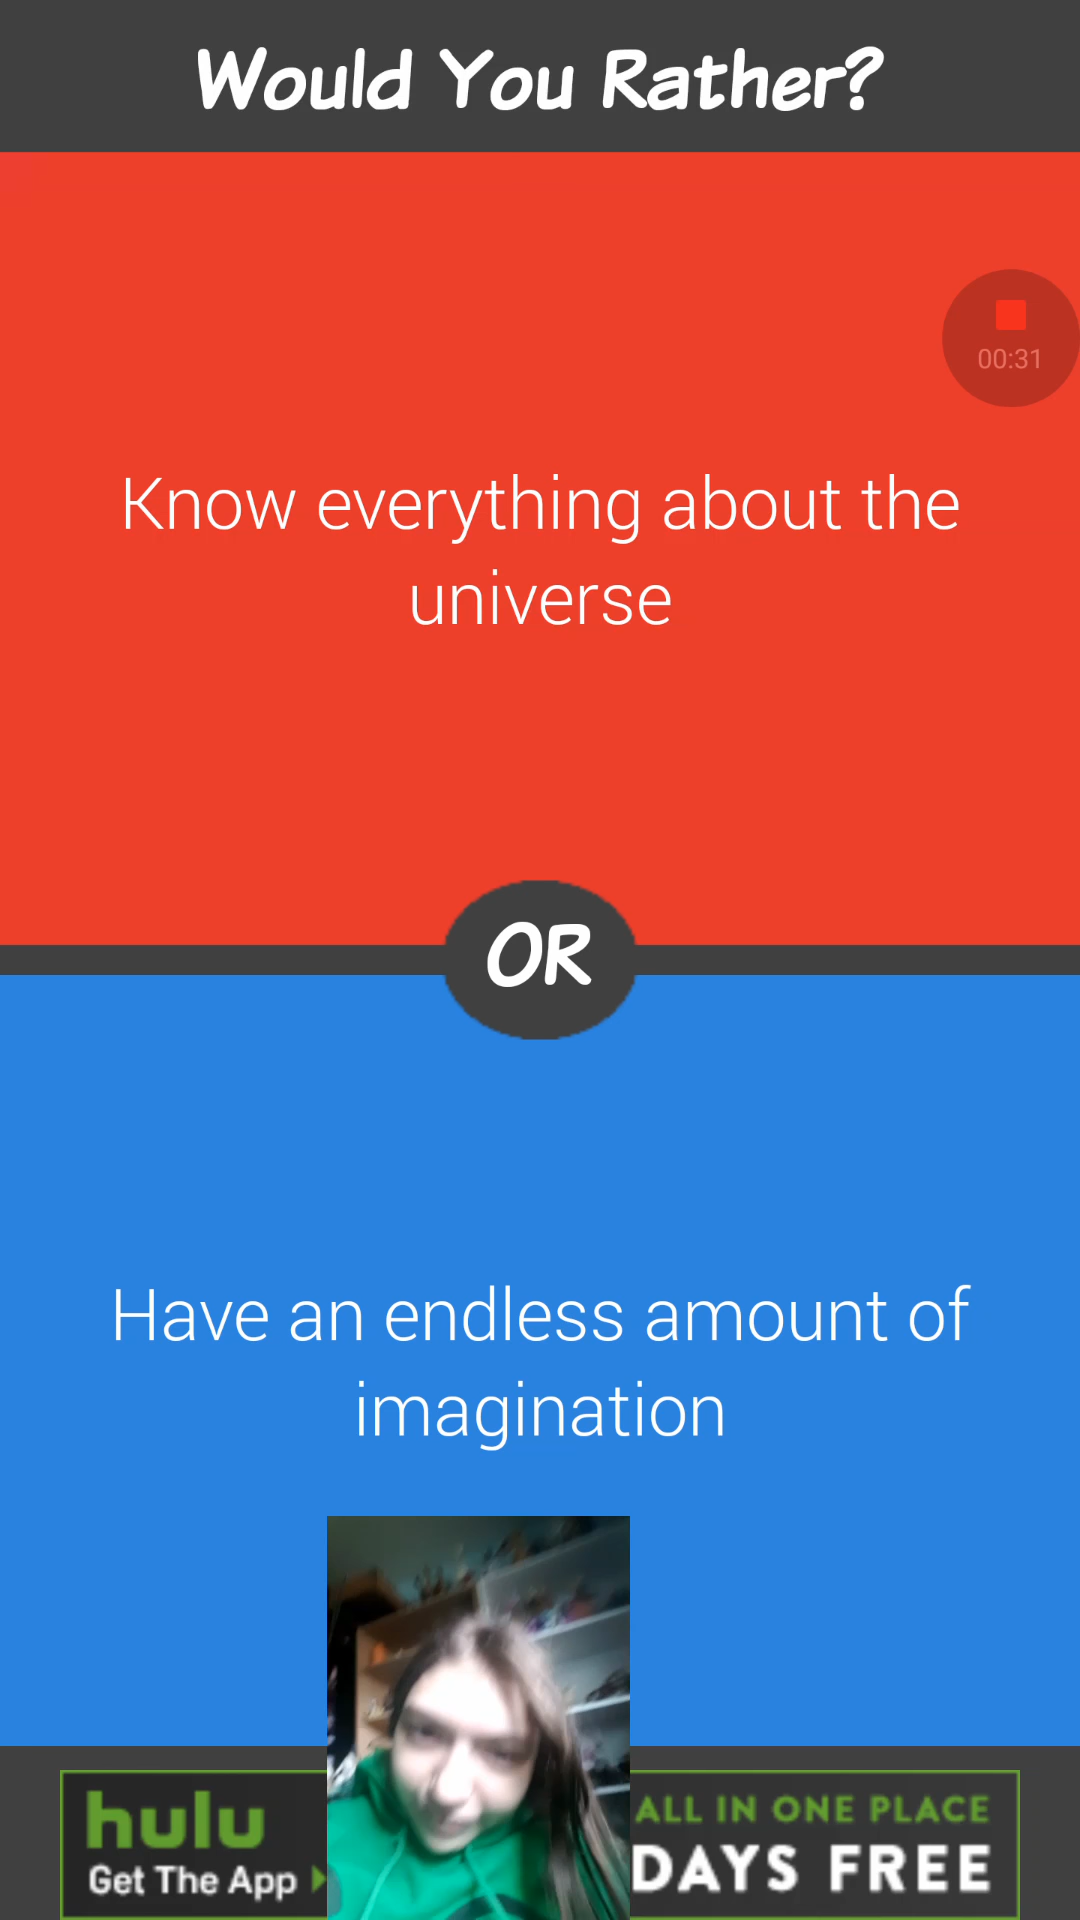 Would You Rather?
00:31
Know everything about the
universe
OR
Have an endless amount of
imagination
hulu
Get The App
ALL IN ONE PLACE
DAYS FREE